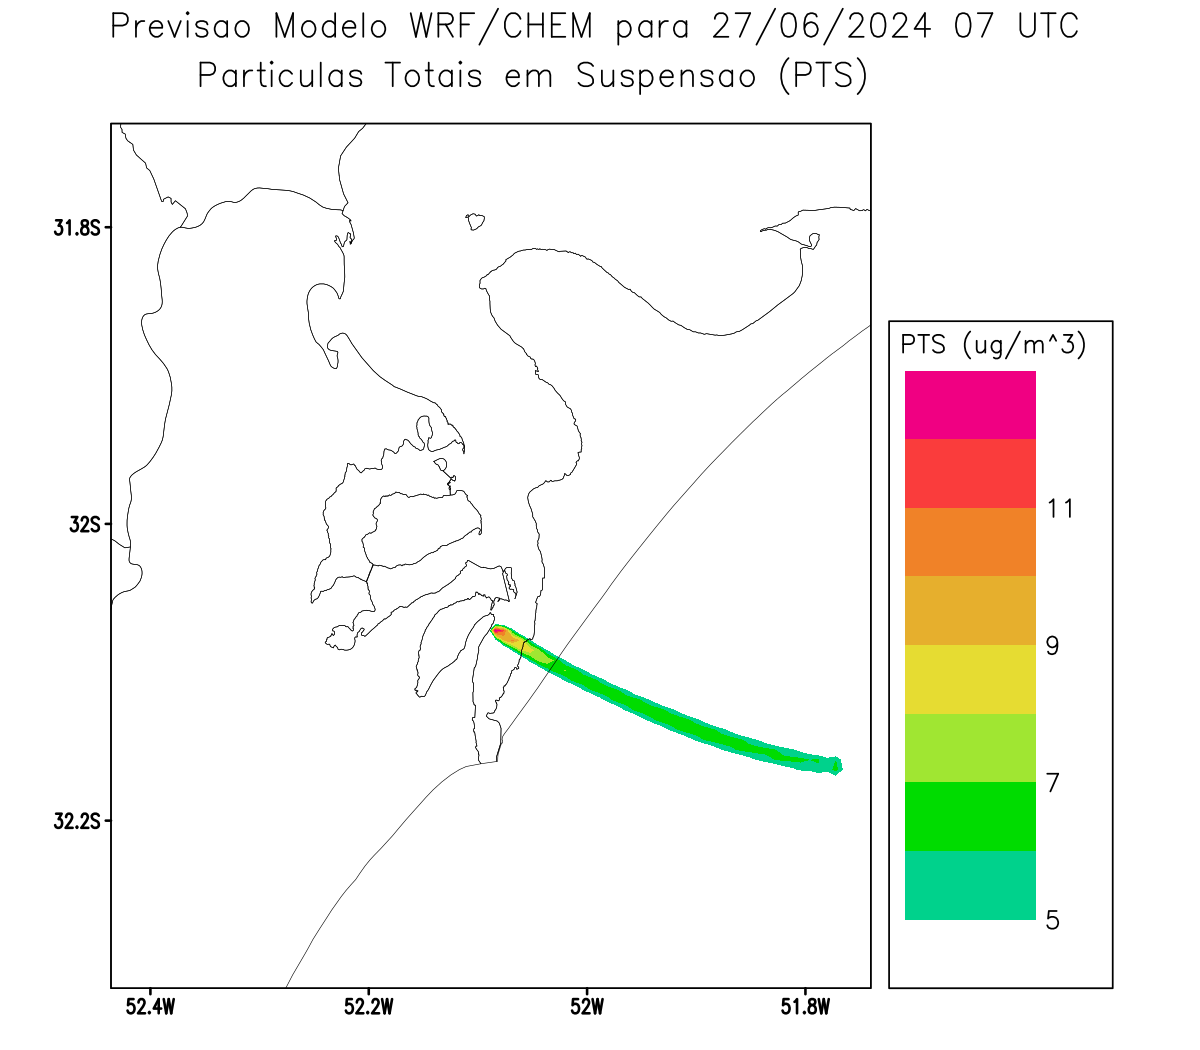 Previsao Modelo WRF/CHEM para 27/06/2024 07 UTC
Particulas Totais em Suspensao (PTS)
31.8S
32S
32.2S
52.4W
52.2W
52W
51.8W
PTS (ug/m^3)
11
9
7
5